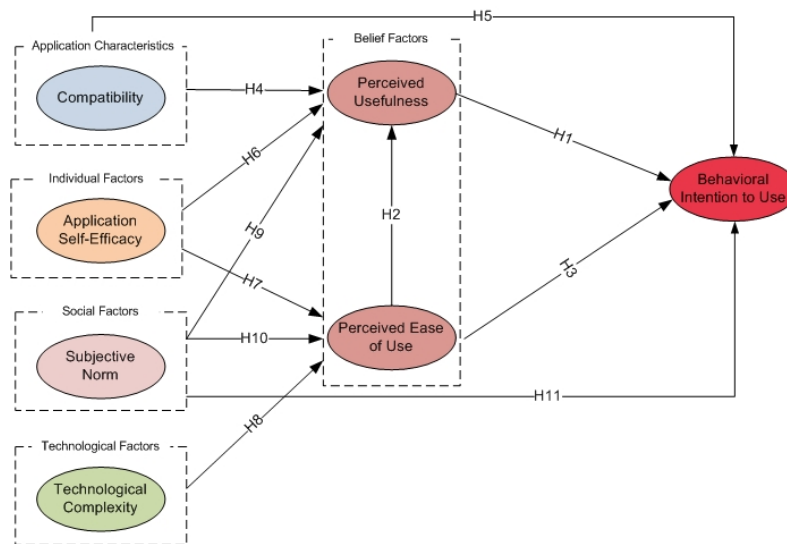 H5
Application Characteristics
Belief Factors
Compatibility
H4
Perceived
Usefulness
H1
H6
Individual Factors
Behavioral
Intention to Use
Application
Self-Efficacy
H2
H9
H7
H3
Social Factors
Subjective
Norm
H10
Perceived Ease
of Use
H11
H8
Technological Factors
Technological
Complexity